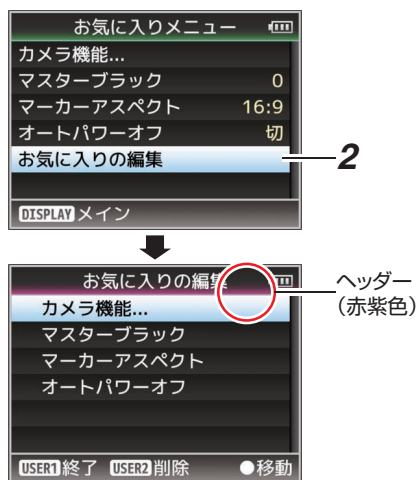 お気に入りメニュー
カメラ機能...
マスターブラック 0
マーカーアスペクト 16:9
オートパワーオフ 切
お気に入りの編集
2
DISPLAY メイン
お気に入りの編集
ヘッダー
（赤紫色）
カメラ機能...
マスターブラック
マーカーアスペクト
オートパワーオフ
USER1 終了 USER2 削除 ●移動